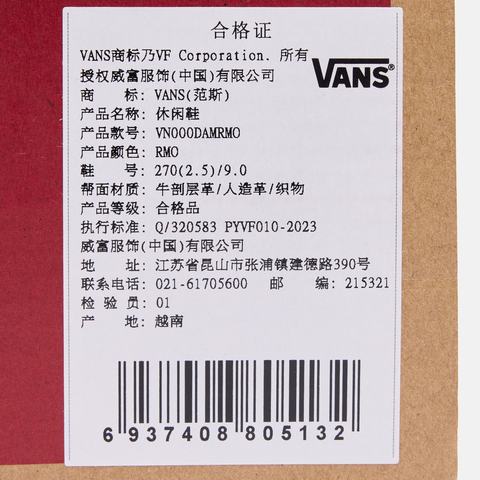 合格证
VANS商标乃VF Corporation. 所有
授权威富服饰(中国)有限公司
VANS®
商 标: VANS(范斯)
产品名称: 休闲鞋
产品款号: VN000DAMRMO
产品颜色: RMO
鞋 号: 270(2.5)/9.0
帮面材质: 牛剖层革/人造革/织物
产品等级: 合格品
执行标准: Q/320583 PYVF010-2023
威富服饰(中国)有限公司
地 址: 江苏省昆山市张浦镇建德路390号
联系电话: 021-61705600 邮 编: 215321
检 验 员: 01
产 地: 越南
6 937408 805132